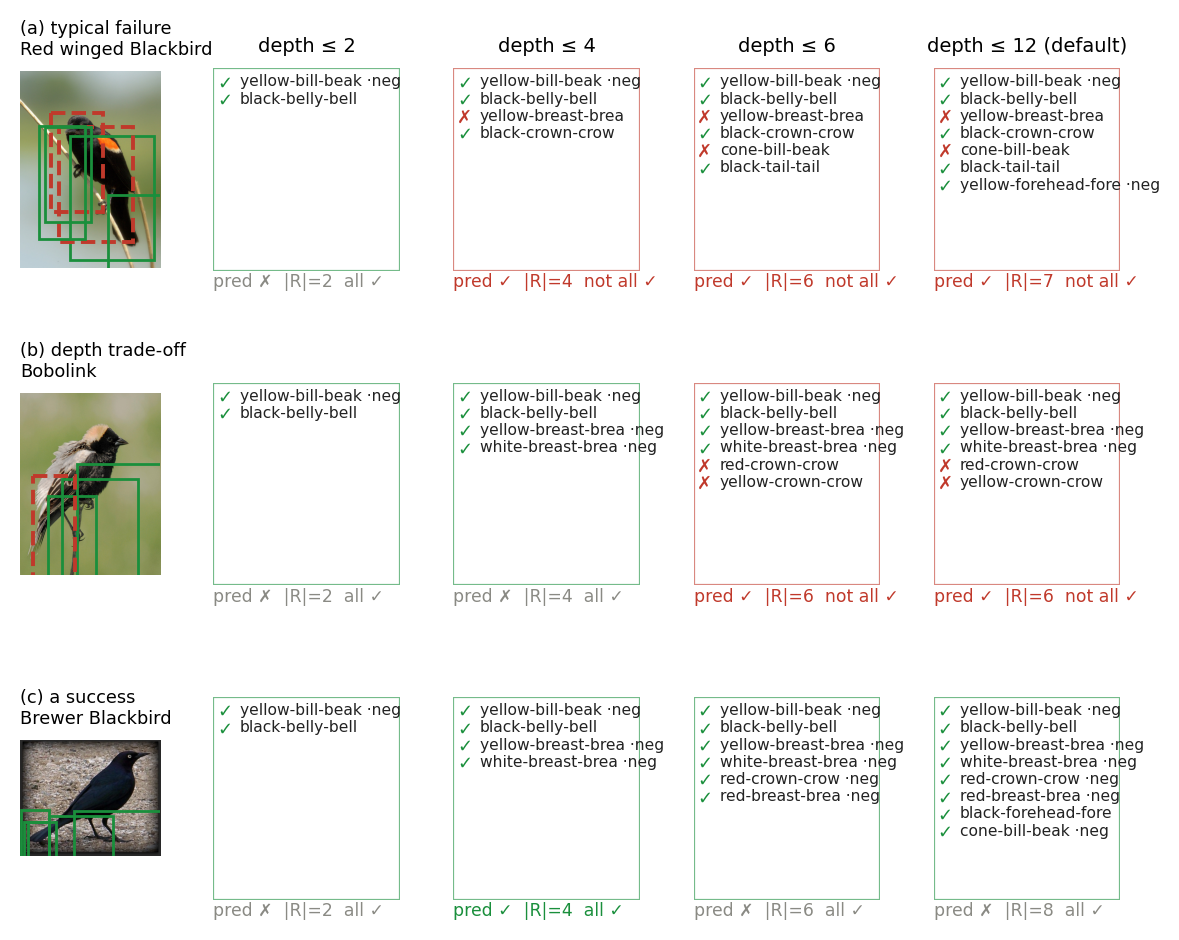 (a) typical failure
Red winged Blackbird
depth ≤ 2
depth ≤ 4
depth ≤ 6
depth ≤ 12 (default)
✓ yellow-bill-beak ·neg
✓ black-belly-bell
pred ✗ |R|=2 all ✓
✓ yellow-bill-beak ·neg
✓ black-belly-bell
✗ yellow-breast-brea
✓ black-crown-crow
pred ✓ |R|=4 not all ✓
✓ yellow-bill-beak ·neg
✓ black-belly-bell
✗ yellow-breast-brea
✓ black-crown-crow
✗ cone-bill-beak
✓ black-tail-tail
pred ✓ |R|=6 not all ✓
✓ yellow-bill-beak ·neg
✓ black-belly-bell
✗ yellow-breast-brea
✓ black-crown-crow
✗ cone-bill-beak
✓ black-tail-tail
✓ yellow-forehead-fore ·neg
pred ✓ |R|=7 not all ✓
(b) depth trade-off
Bobolink
✓ yellow-bill-beak ·neg
✓ black-belly-bell
pred ✗ |R|=2 all ✓
✓ yellow-bill-beak ·neg
✓ black-belly-bell
✓ yellow-breast-brea ·neg
✓ white-breast-brea ·neg
pred ✗ |R|=4 all ✓
✓ yellow-bill-beak ·neg
✓ black-belly-bell
✓ yellow-breast-brea ·neg
✓ white-breast-brea ·neg
✗ red-crown-crow
✗ yellow-crown-crow
pred ✓ |R|=6 not all ✓
✓ yellow-bill-beak ·neg
✓ black-belly-bell
✓ yellow-breast-brea ·neg
✓ white-breast-brea ·neg
✗ red-crown-crow
✗ yellow-crown-crow
pred ✓ |R|=6 not all ✓
(c) a success
Brewer Blackbird
✓ yellow-bill-beak ·neg
✓ black-belly-bell
pred ✗ |R|=2 all ✓
✓ yellow-bill-beak ·neg
✓ black-belly-bell
✓ yellow-breast-brea ·neg
✓ white-breast-brea ·neg
pred ✓ |R|=4 all ✓
✓ yellow-bill-beak ·neg
✓ black-belly-bell
✓ yellow-breast-brea ·neg
✓ white-breast-brea ·neg
✓ red-crown-crow ·neg
✓ red-breast-brea ·neg
pred ✗ |R|=6 all ✓
✓ yellow-bill-beak ·neg
✓ black-belly-bell
✓ yellow-breast-brea ·neg
✓ white-breast-brea ·neg
✓ red-crown-crow ·neg
✓ red-breast-brea ·neg
✓ black-forehead-fore
✓ cone-bill-beak ·neg
pred ✗ |R|=8 all ✓